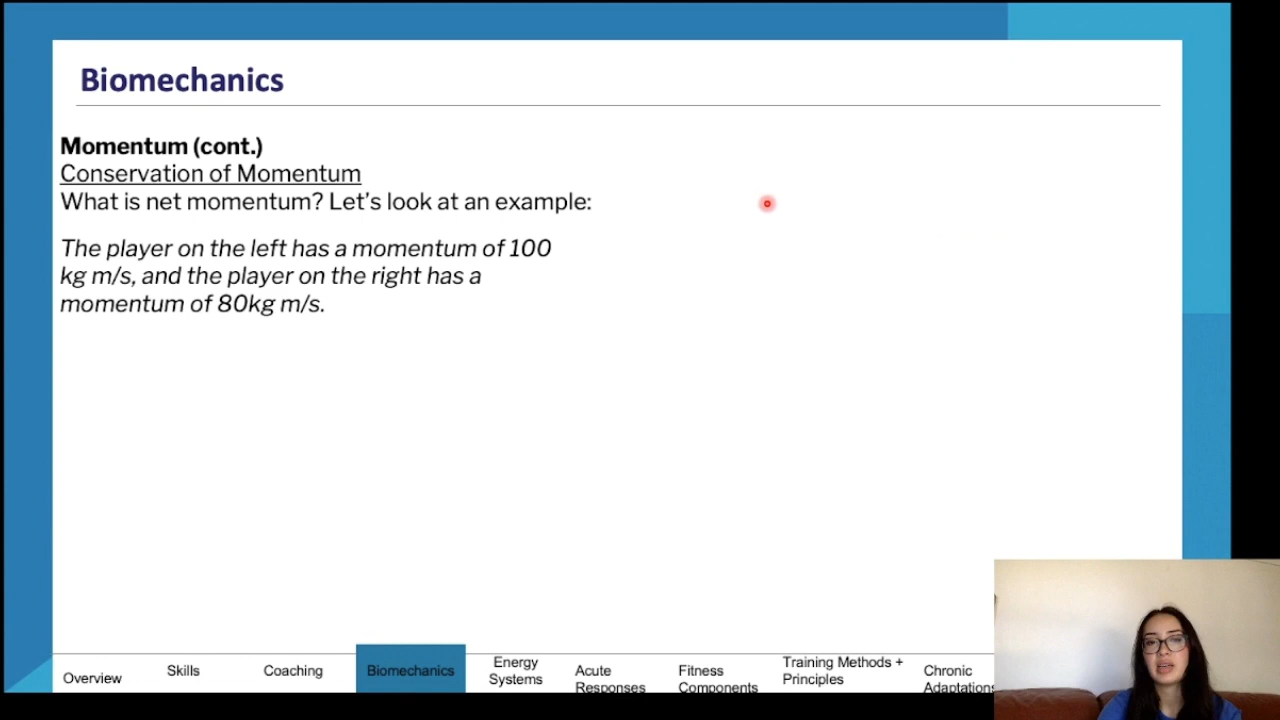 Biomechanics
Momentum (cont.)
Conservation of Momentum
What is net momentum? Let’s look at an example:
The player on the left has a momentum of 100
kg m/s, and the player on the right has a
momentum of 80kg m/s.
Overview
Skills
Coaching
Biomechanics
Energy
Systems
Acute
Responses
Fitness
Components
Training Methods +
Principles
Chronic
Adaptations